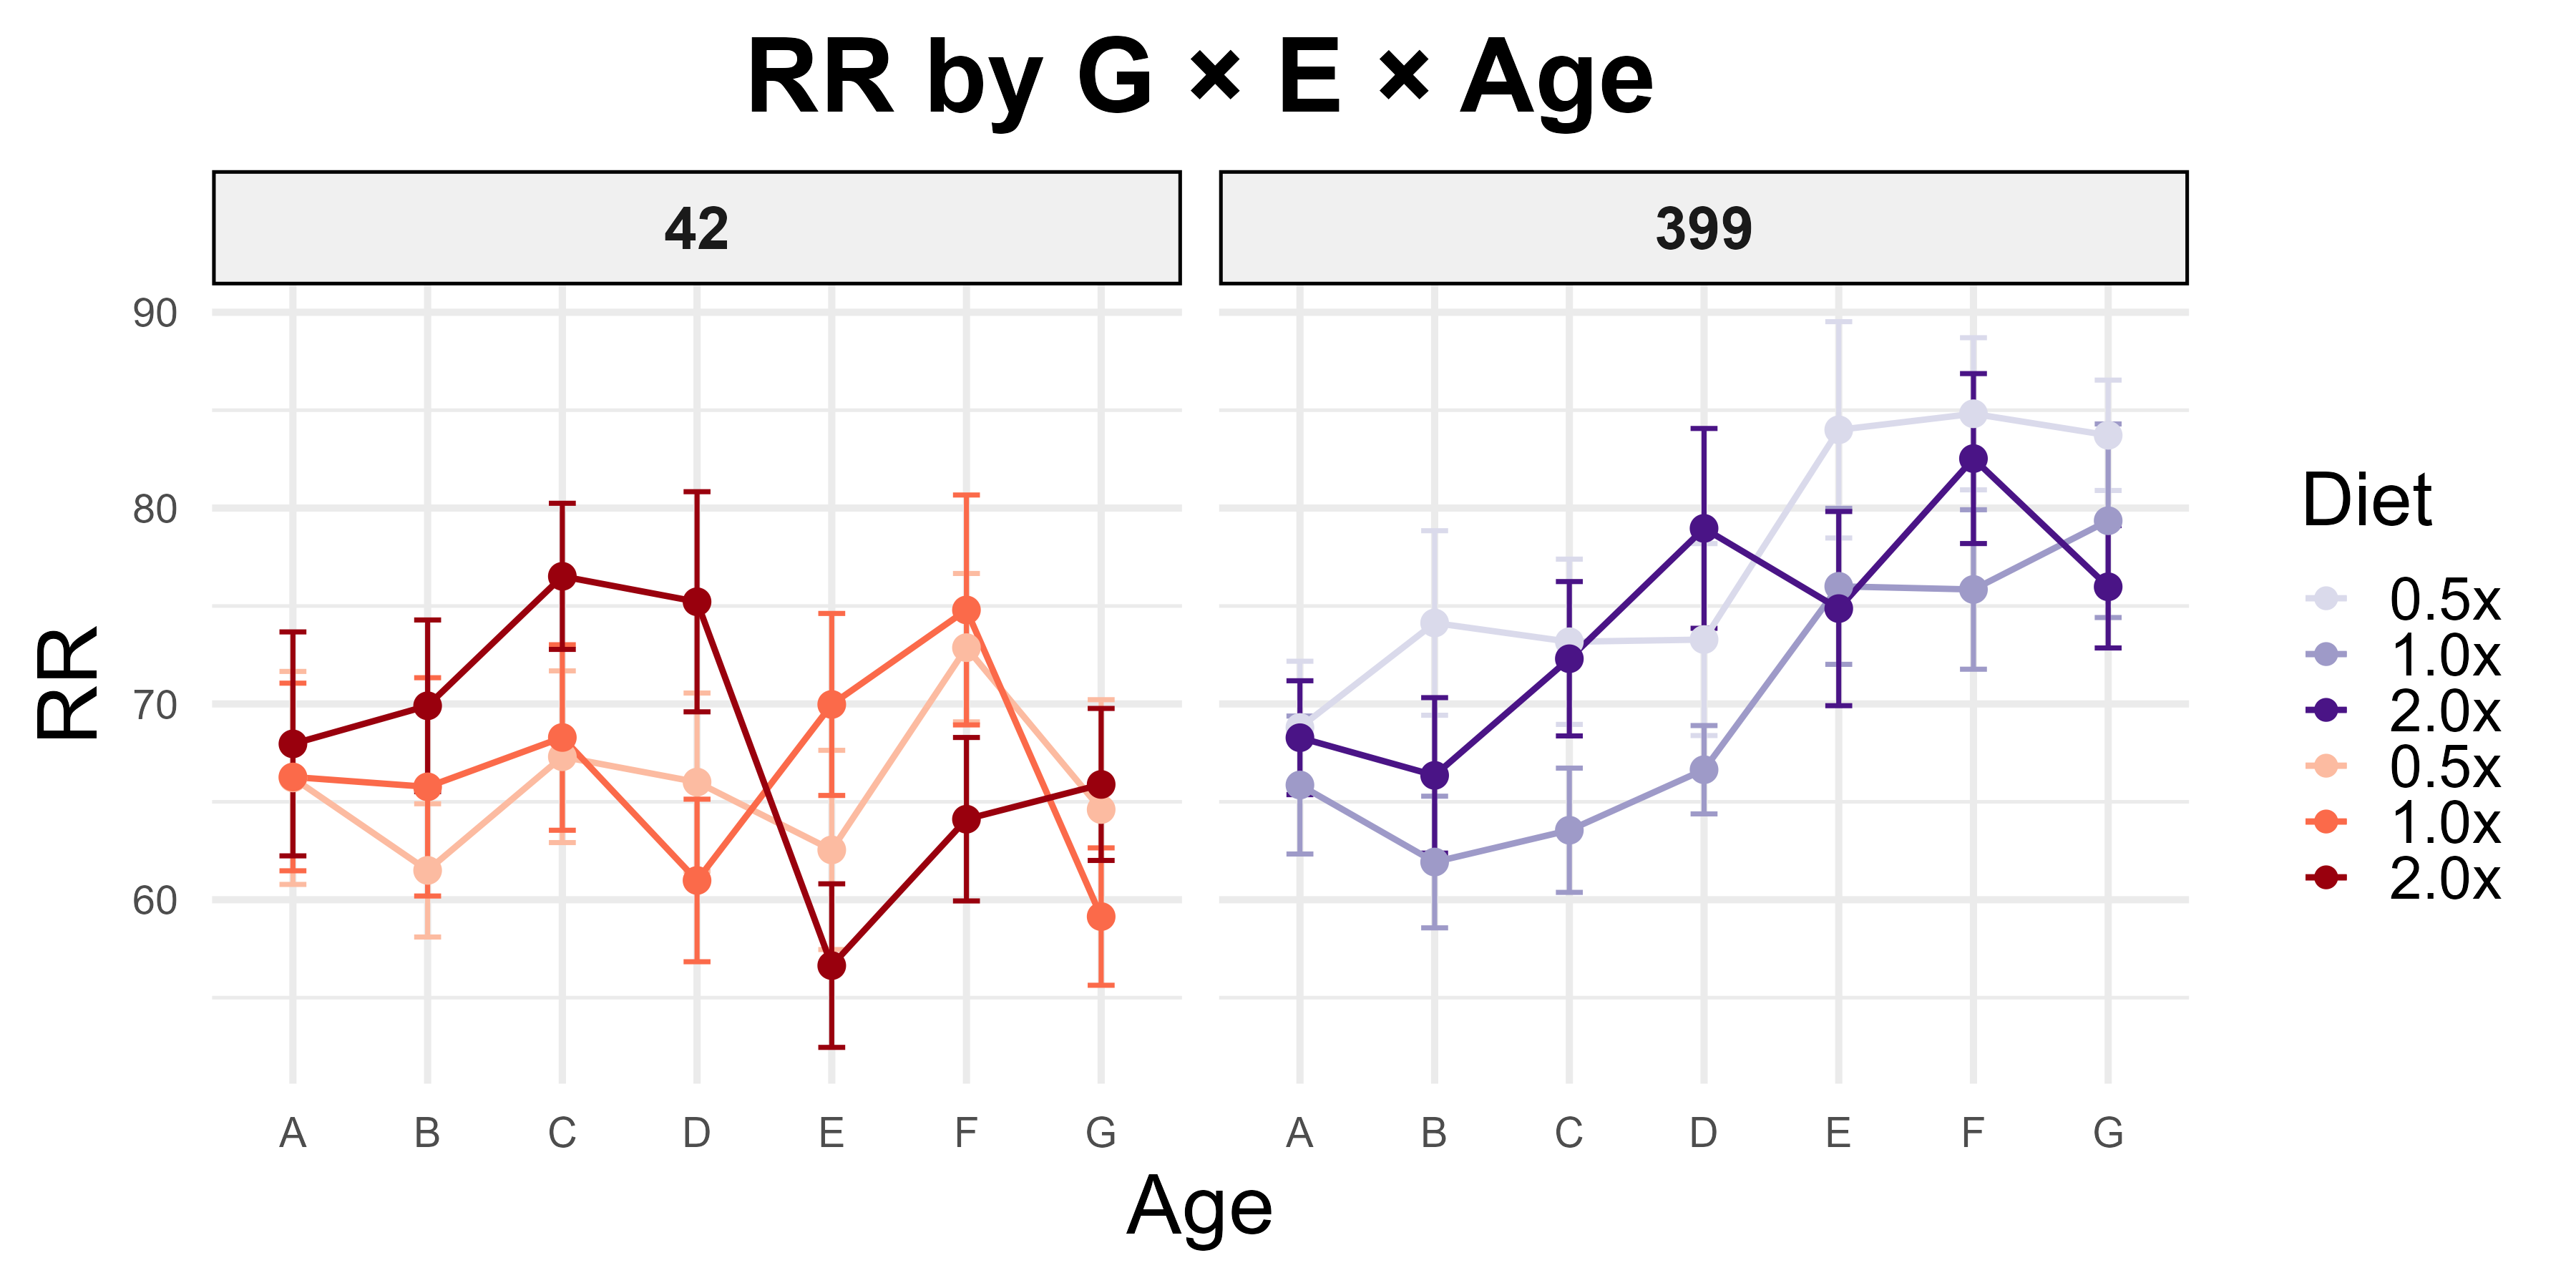 RR by G × E × Age
42
399
90
80
70
60
RR
A B C D E F G
A B C D E F G
Age
Diet
0.5x
1.0x
2.0x
0.5x
1.0x
2.0x